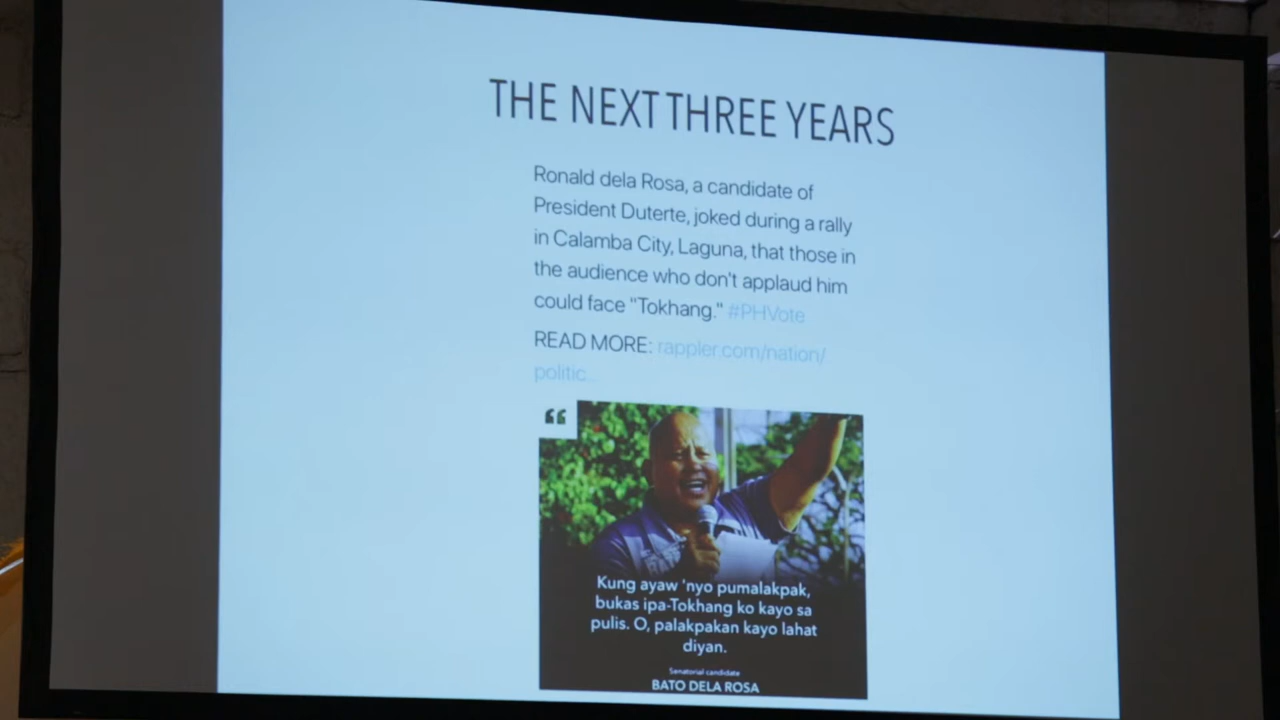 THE NEXT THREE YEARS
Ronald dela Rosa, a candidate of
President Duterte, joked during a rally
in Calamba City, Laguna, that those in
the audience who don't applaud him
could face "Tokhang." #PHVote
READ MORE: rappler.com/nation/
politic...
“
Kung ayaw 'nyo pumalakpak,
bukas ipa-Tokhang ko kayo sa
pulis. O, palakpakan kayo lahat
diyan.
Senatorial candidate
BATO DELA ROSA